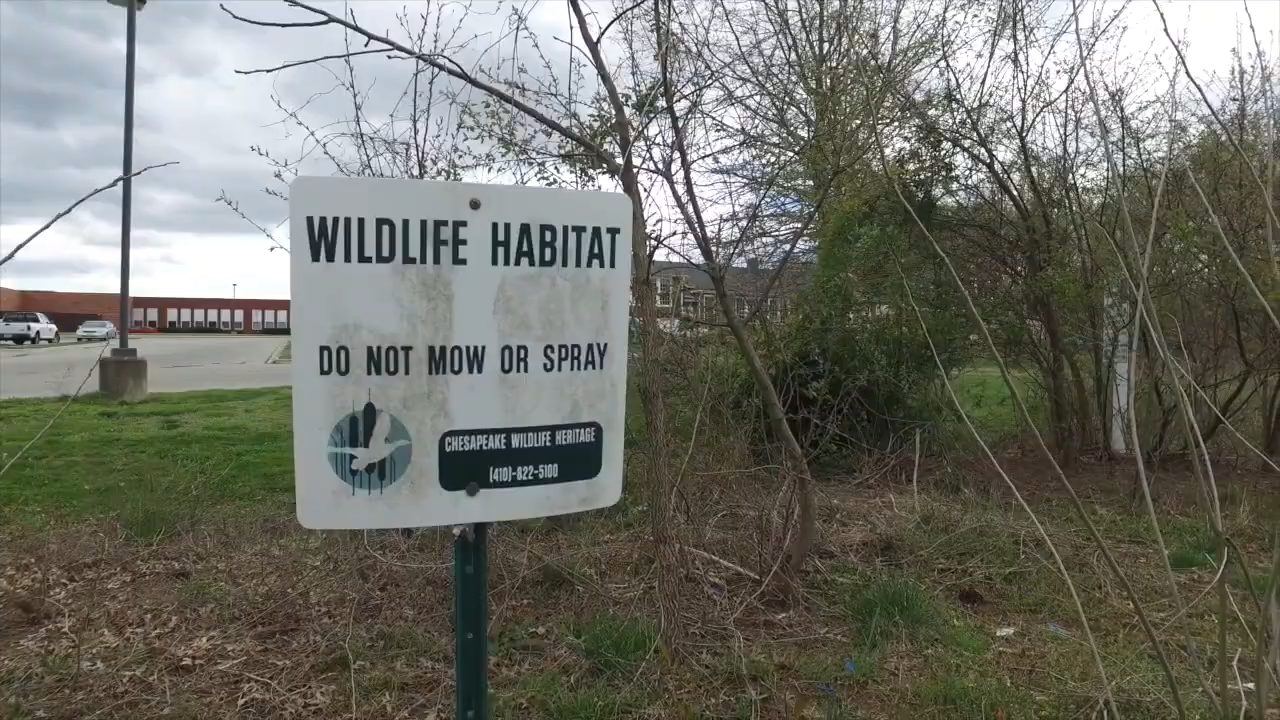 WILDLIFE HABITAT
DO NOT MOW OR SPRAY
CHESAPEAKE WILDLIFE HERITAGE
(410)-822-5100